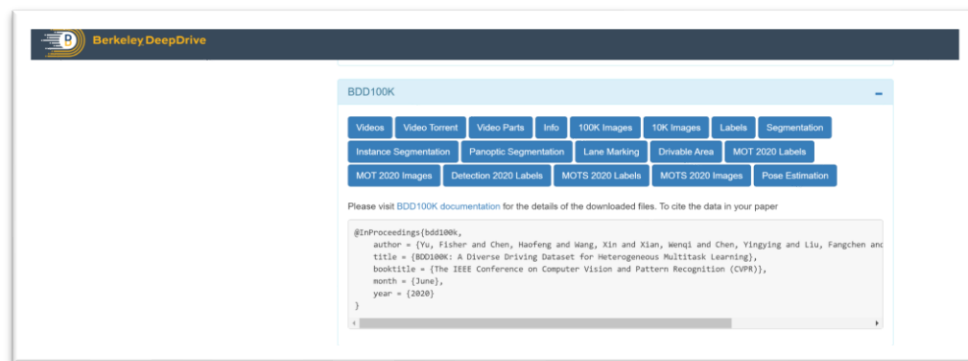 Berkeley DeepDrive
BDD100K
Videos Video Torrent Video Parts Info 100K Images 10K Images Labels Segmentation
Instance Segmentation Panoptic Segmentation Lane Marking Drivable Area MOT 2020 Labels
MOT 2020 Images Detection 2020 Labels MOTS 2020 Labels MOTS 2020 Images Pose Estimation
Please visit BDD100K documentation for the details of the downloaded files. To cite the data in your paper
@InProceedings{bdd100k,
author = {Yu, Fisher and Chen, Haofeng and Wang, Xin and Xian, Wenqi and Chen, Yingying and Liu, Fangchen and
title = {BDD100K: A Diverse Driving Dataset for Heterogeneous Multitask Learning},
booktitle = {The IEEE Conference on Computer Vision and Pattern Recognition (CVPR)},
month = {June},
year = {2020}
}